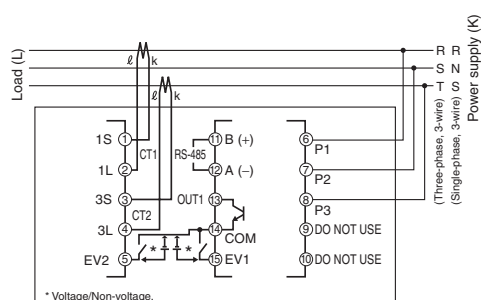 Load (L)
ℓ k
ℓ k
R R
S N
T S
(Three-phase, 3-wire)
(Single-phase, 3-wire)
Power supply (K)
1S 1
1L 2
3S 3
3L 4
EV2 5
CT1
CT2
* *
RS-485
OUT1
11 B (+)
12 A (−)
13
14
COM
15 EV1
6
P1
7
P2
8
P3
9 DO NOT USE
10 DO NOT USE
* Voltage/Non-voltage.